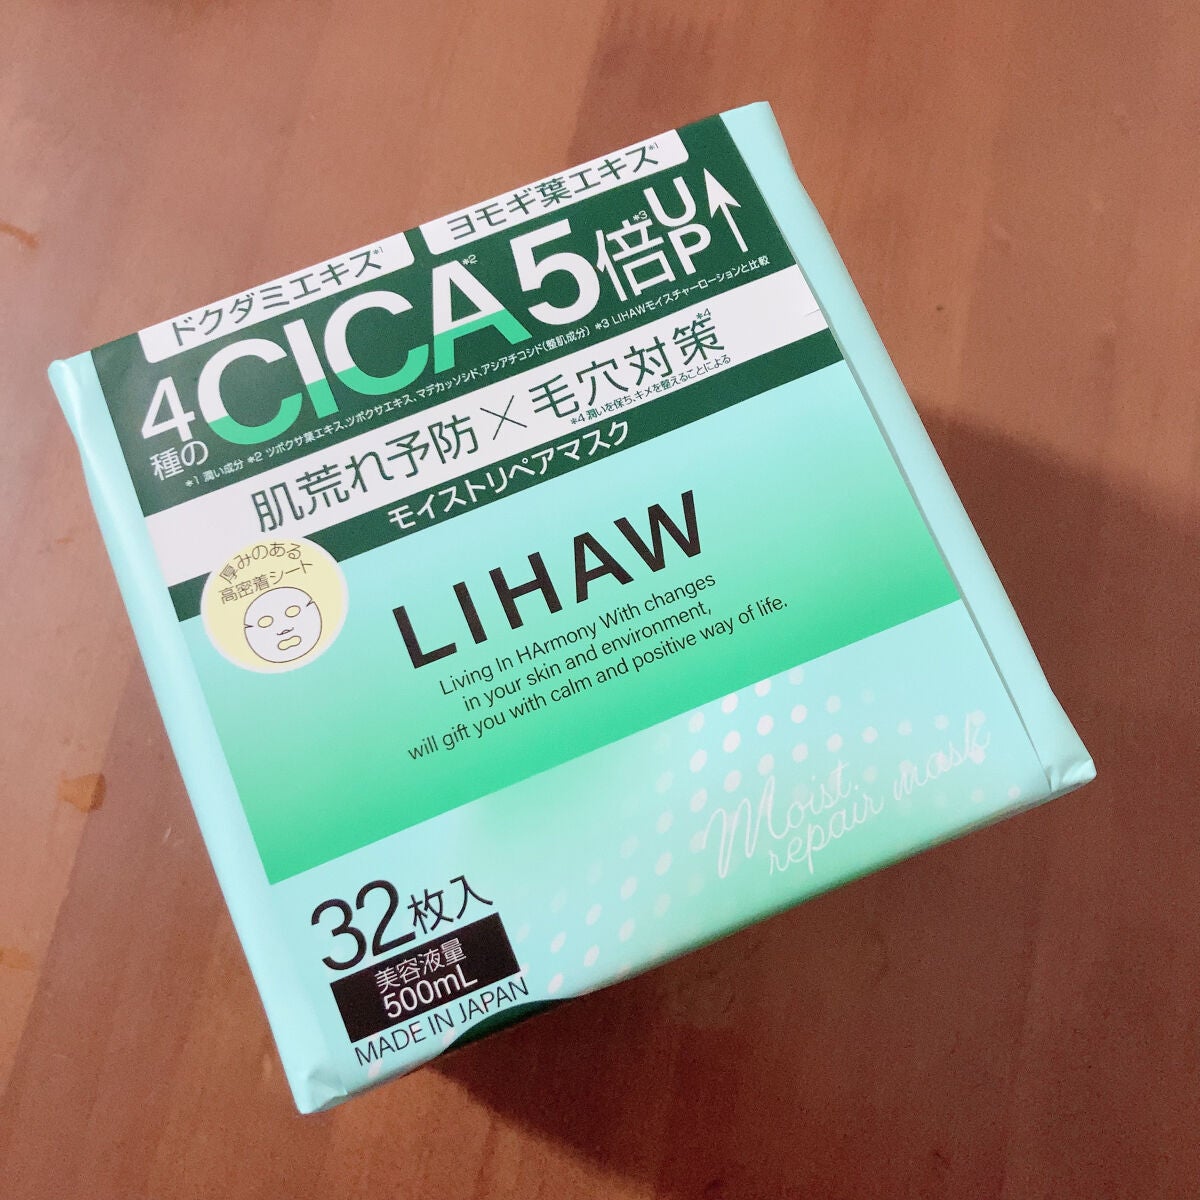 ドクダミエキス*1
ヨモギ葉エキス*1
4種のCICA*2 5倍*3 UP
*1 潤い成分 *2 ツボクサ葉エキス、ツボクサエキス、マデカッソシド、アシアチコシド(整肌成分) *3 LIHAWモイスチャーローションと比較
肌荒れ予防×毛穴対策*4
*4 潤いを保ち、キメを整えることによる
モイストリペアマスク
厚みのある
高密着シート
LIHAW
Living In HArmony With changes
in your skin and environment,
will gift you with calm and positive way of life.
Moist.
repair mask
32枚入
美容液量
500mL
MADE IN JAPAN